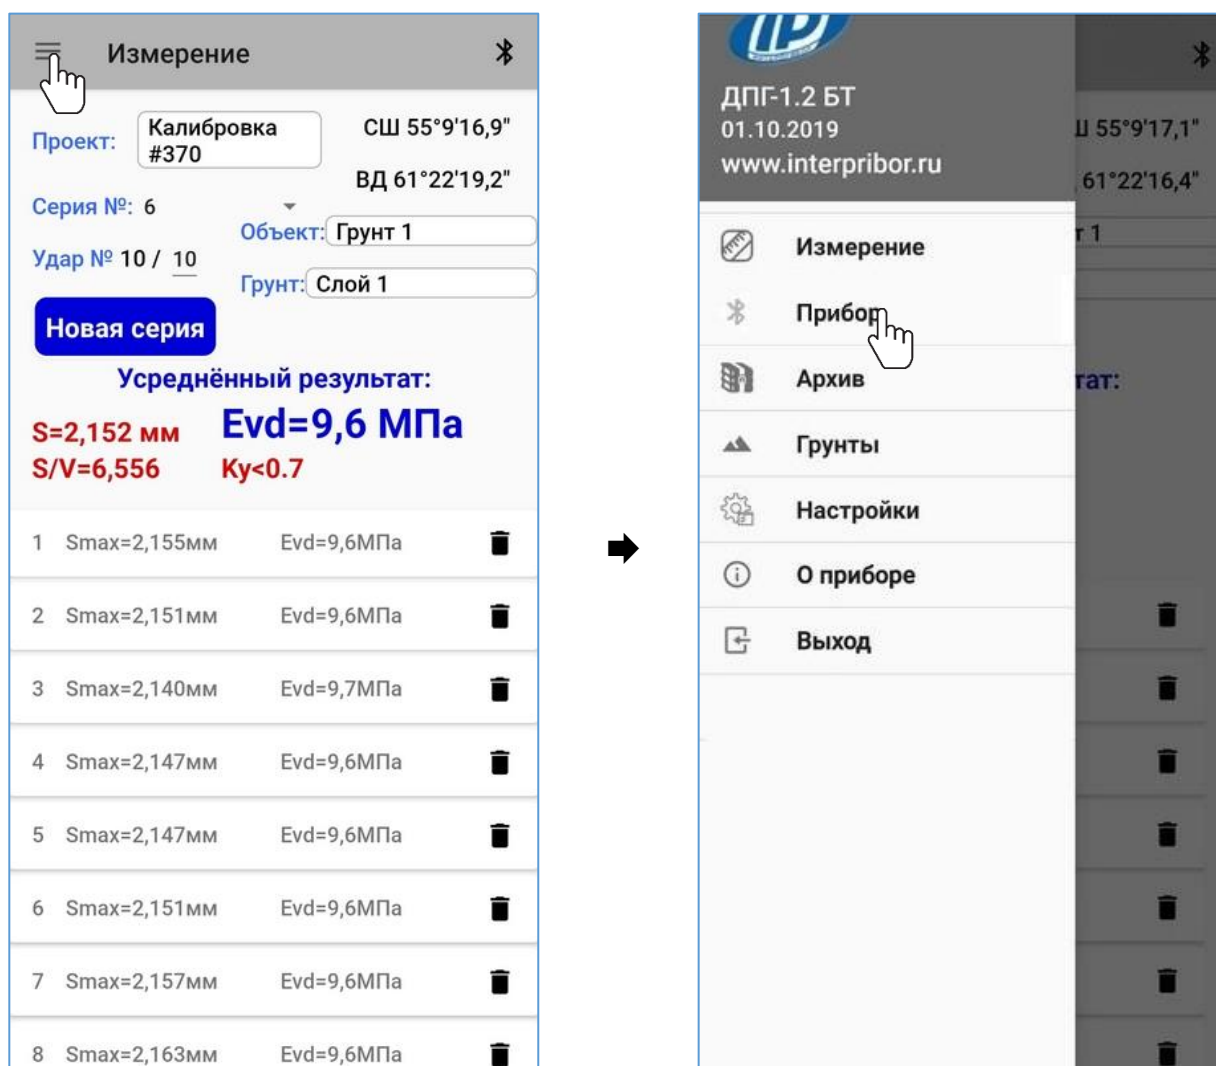 Измерение
Проект: Калибровка #370
СШ 55°9'16,9"
ВД 61°22'19,2"
Серия №: 6
Объект: Грунт 1
Удар № 10 / 10
Грунт: Слой 1
Новая серия
Усреднённый результат:
S=2,152 мм Evd=9,6 МПа
S/V=6,556 Ky<0.7
1 Smax=2,155мм Evd=9,6МПа
2 Smax=2,151мм Evd=9,6МПа
3 Smax=2,140мм Evd=9,7МПа
4 Smax=2,147мм Evd=9,6МПа
5 Smax=2,147мм Evd=9,6МПа
6 Smax=2,151мм Evd=9,6МПа
7 Smax=2,157мм Evd=9,6МПа
8 Smax=2,163мм Evd=9,6МПа
ДПГ-1.2 БТ
01.10.2019
www.interpribor.ru
Измерение
Прибор
Архив
Грунты
Настройки
О приборе
Выход
Ш 55°9'17,1"
61°22'16,4"
т 1
тат: